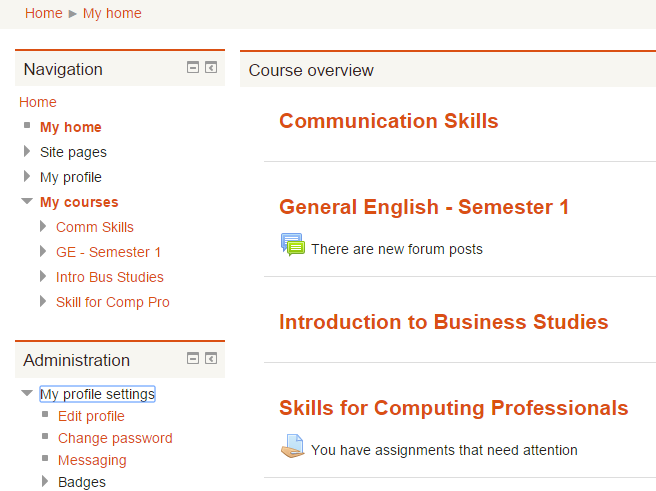 Home ► My home
Navigation
Home
My home
Site pages
My profile
My courses
Comm Skills
GE - Semester 1
Intro Bus Studies
Skill for Comp Pro
Administration
My profile settings
Edit profile
Change password
Messaging
Badges
Course overview
Communication Skills
General English - Semester 1
There are new forum posts
Introduction to Business Studies
Skills for Computing Professionals
You have assignments that need attention